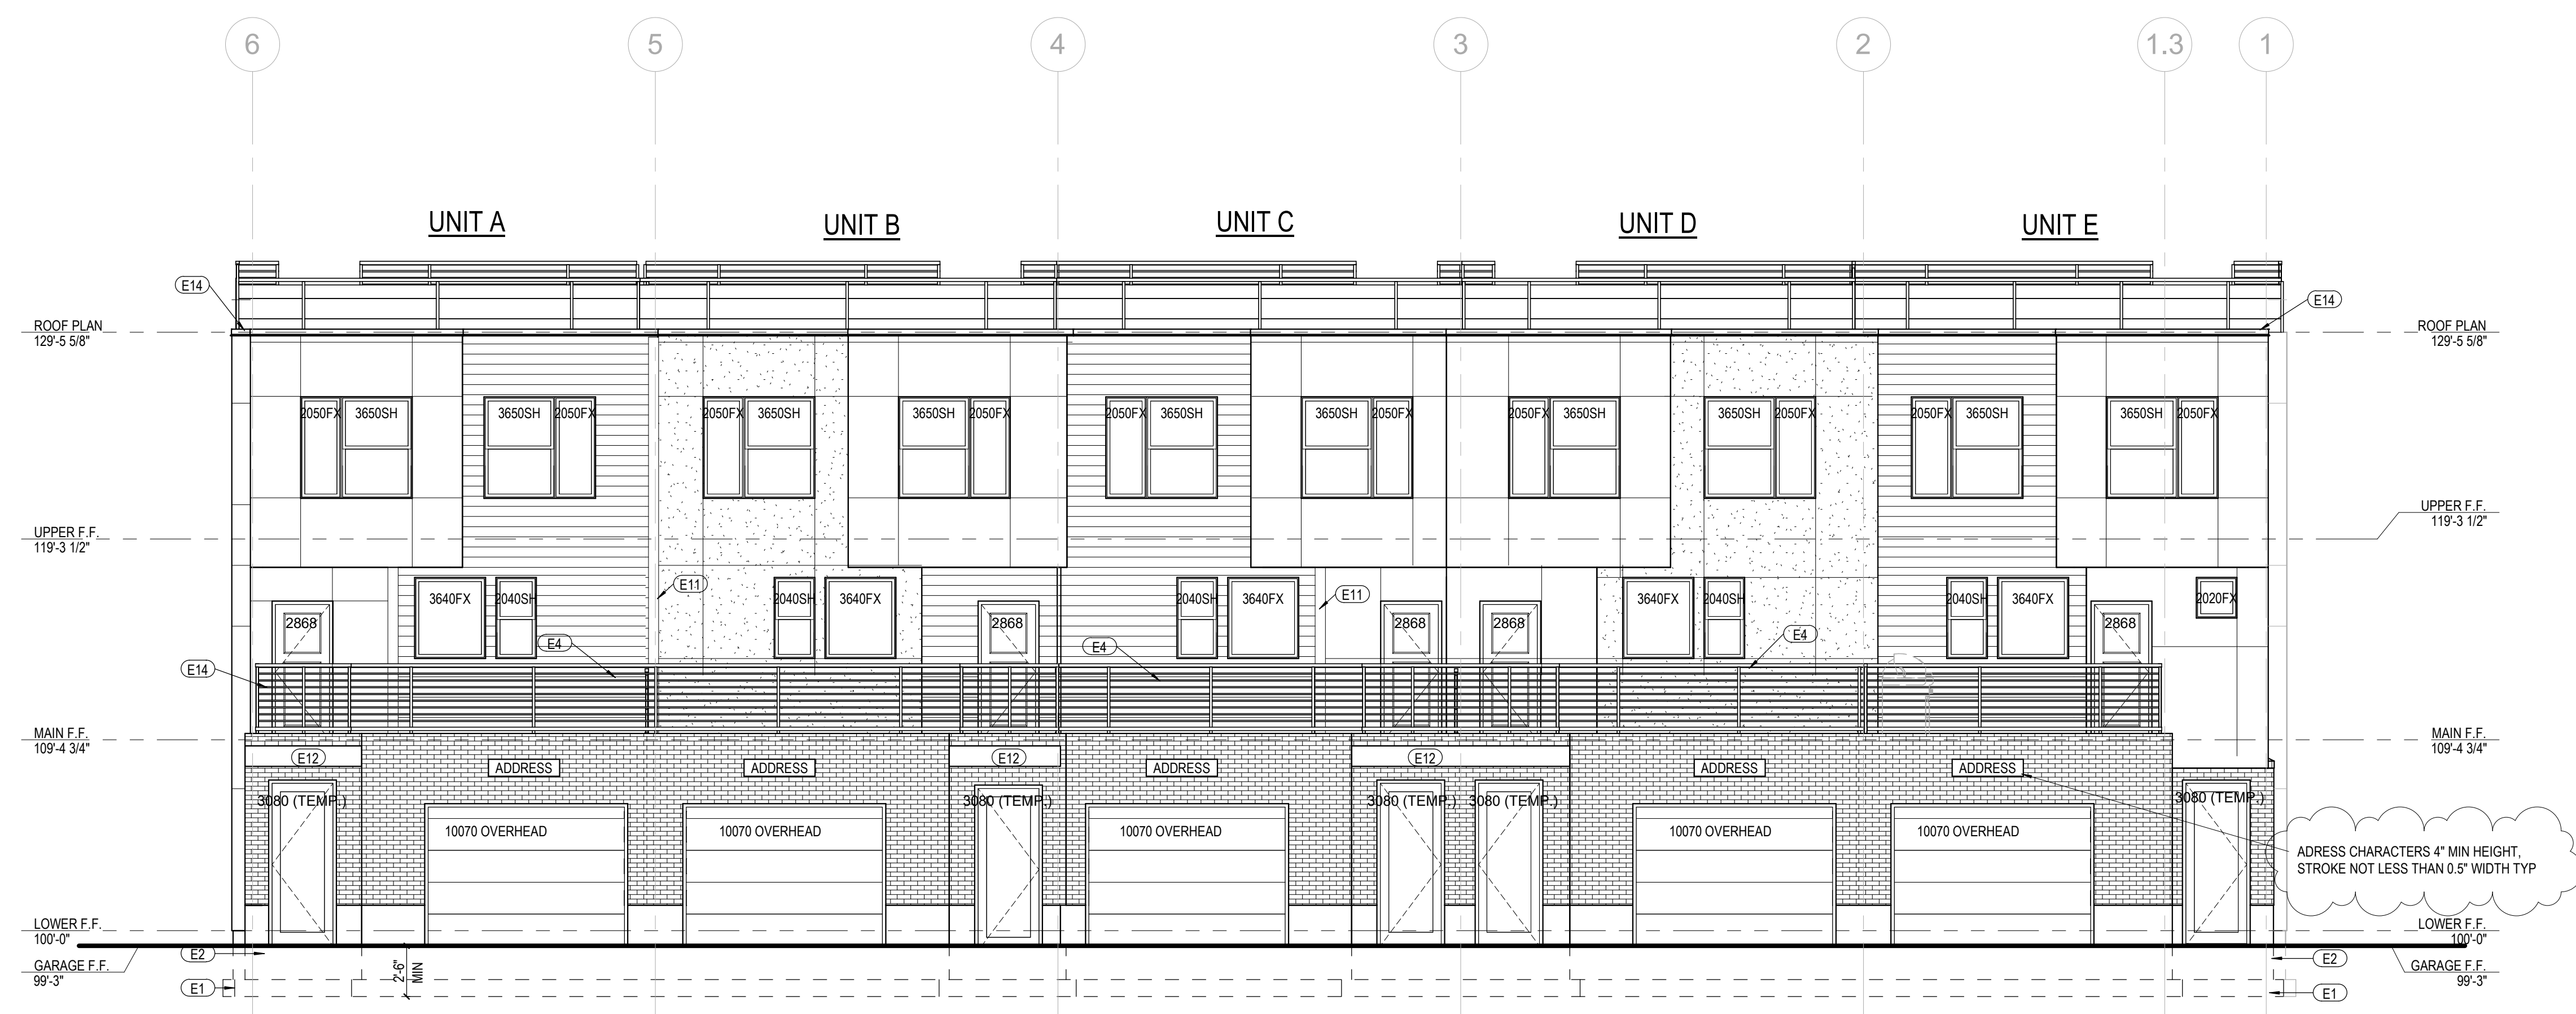 6 5 4 3 2 1.3 1
UNIT A UNIT B UNIT C UNIT D UNIT E
E14 E14
ROOF PLAN ROOF PLAN
129'-5 5/8" 129'-5 5/8"
2050FX 3650SH 3650SH 2050FX 2050FX 3650SH 3650SH 2050FX 2050FX 3650SH 3650SH 2050FX 2050FX 3650SH 3650SH 2050FX 2050FX 3650SH 3650SH 2050FX
UPPER F.F. UPPER F.F.
119'-3 1/2" 119'-3 1/2"
E11 E11
3640FX 2040SH 2040SH 3640FX 2040SH 3640FX 3640FX 2040SH 2040SH 3640FX 2020FX
2868 2868 2868 2868 2868
E4 E4 E4
E14
MAIN F.F. MAIN F.F.
109'-4 3/4" 109'-4 3/4"
E12 E12 E12
ADDRESS ADDRESS ADDRESS ADDRESS ADDRESS
3080 (TEMP.) 3080 (TEMP.) 3080 (TEMP.) 3080 (TEMP.) 3080 (TEMP.)
10070 OVERHEAD 10070 OVERHEAD 10070 OVERHEAD 10070 OVERHEAD 10070 OVERHEAD
ADRESS CHARACTERS 4" MIN HEIGHT,
STROKE NOT LESS THAN 0.5" WIDTH TYP
LOWER F.F. LOWER F.F.
100'-0" 100'-0"
E2 E2
GARAGE F.F. GARAGE F.F.
99'-3" 99'-3"
2'-6"
MIN
E1 E1